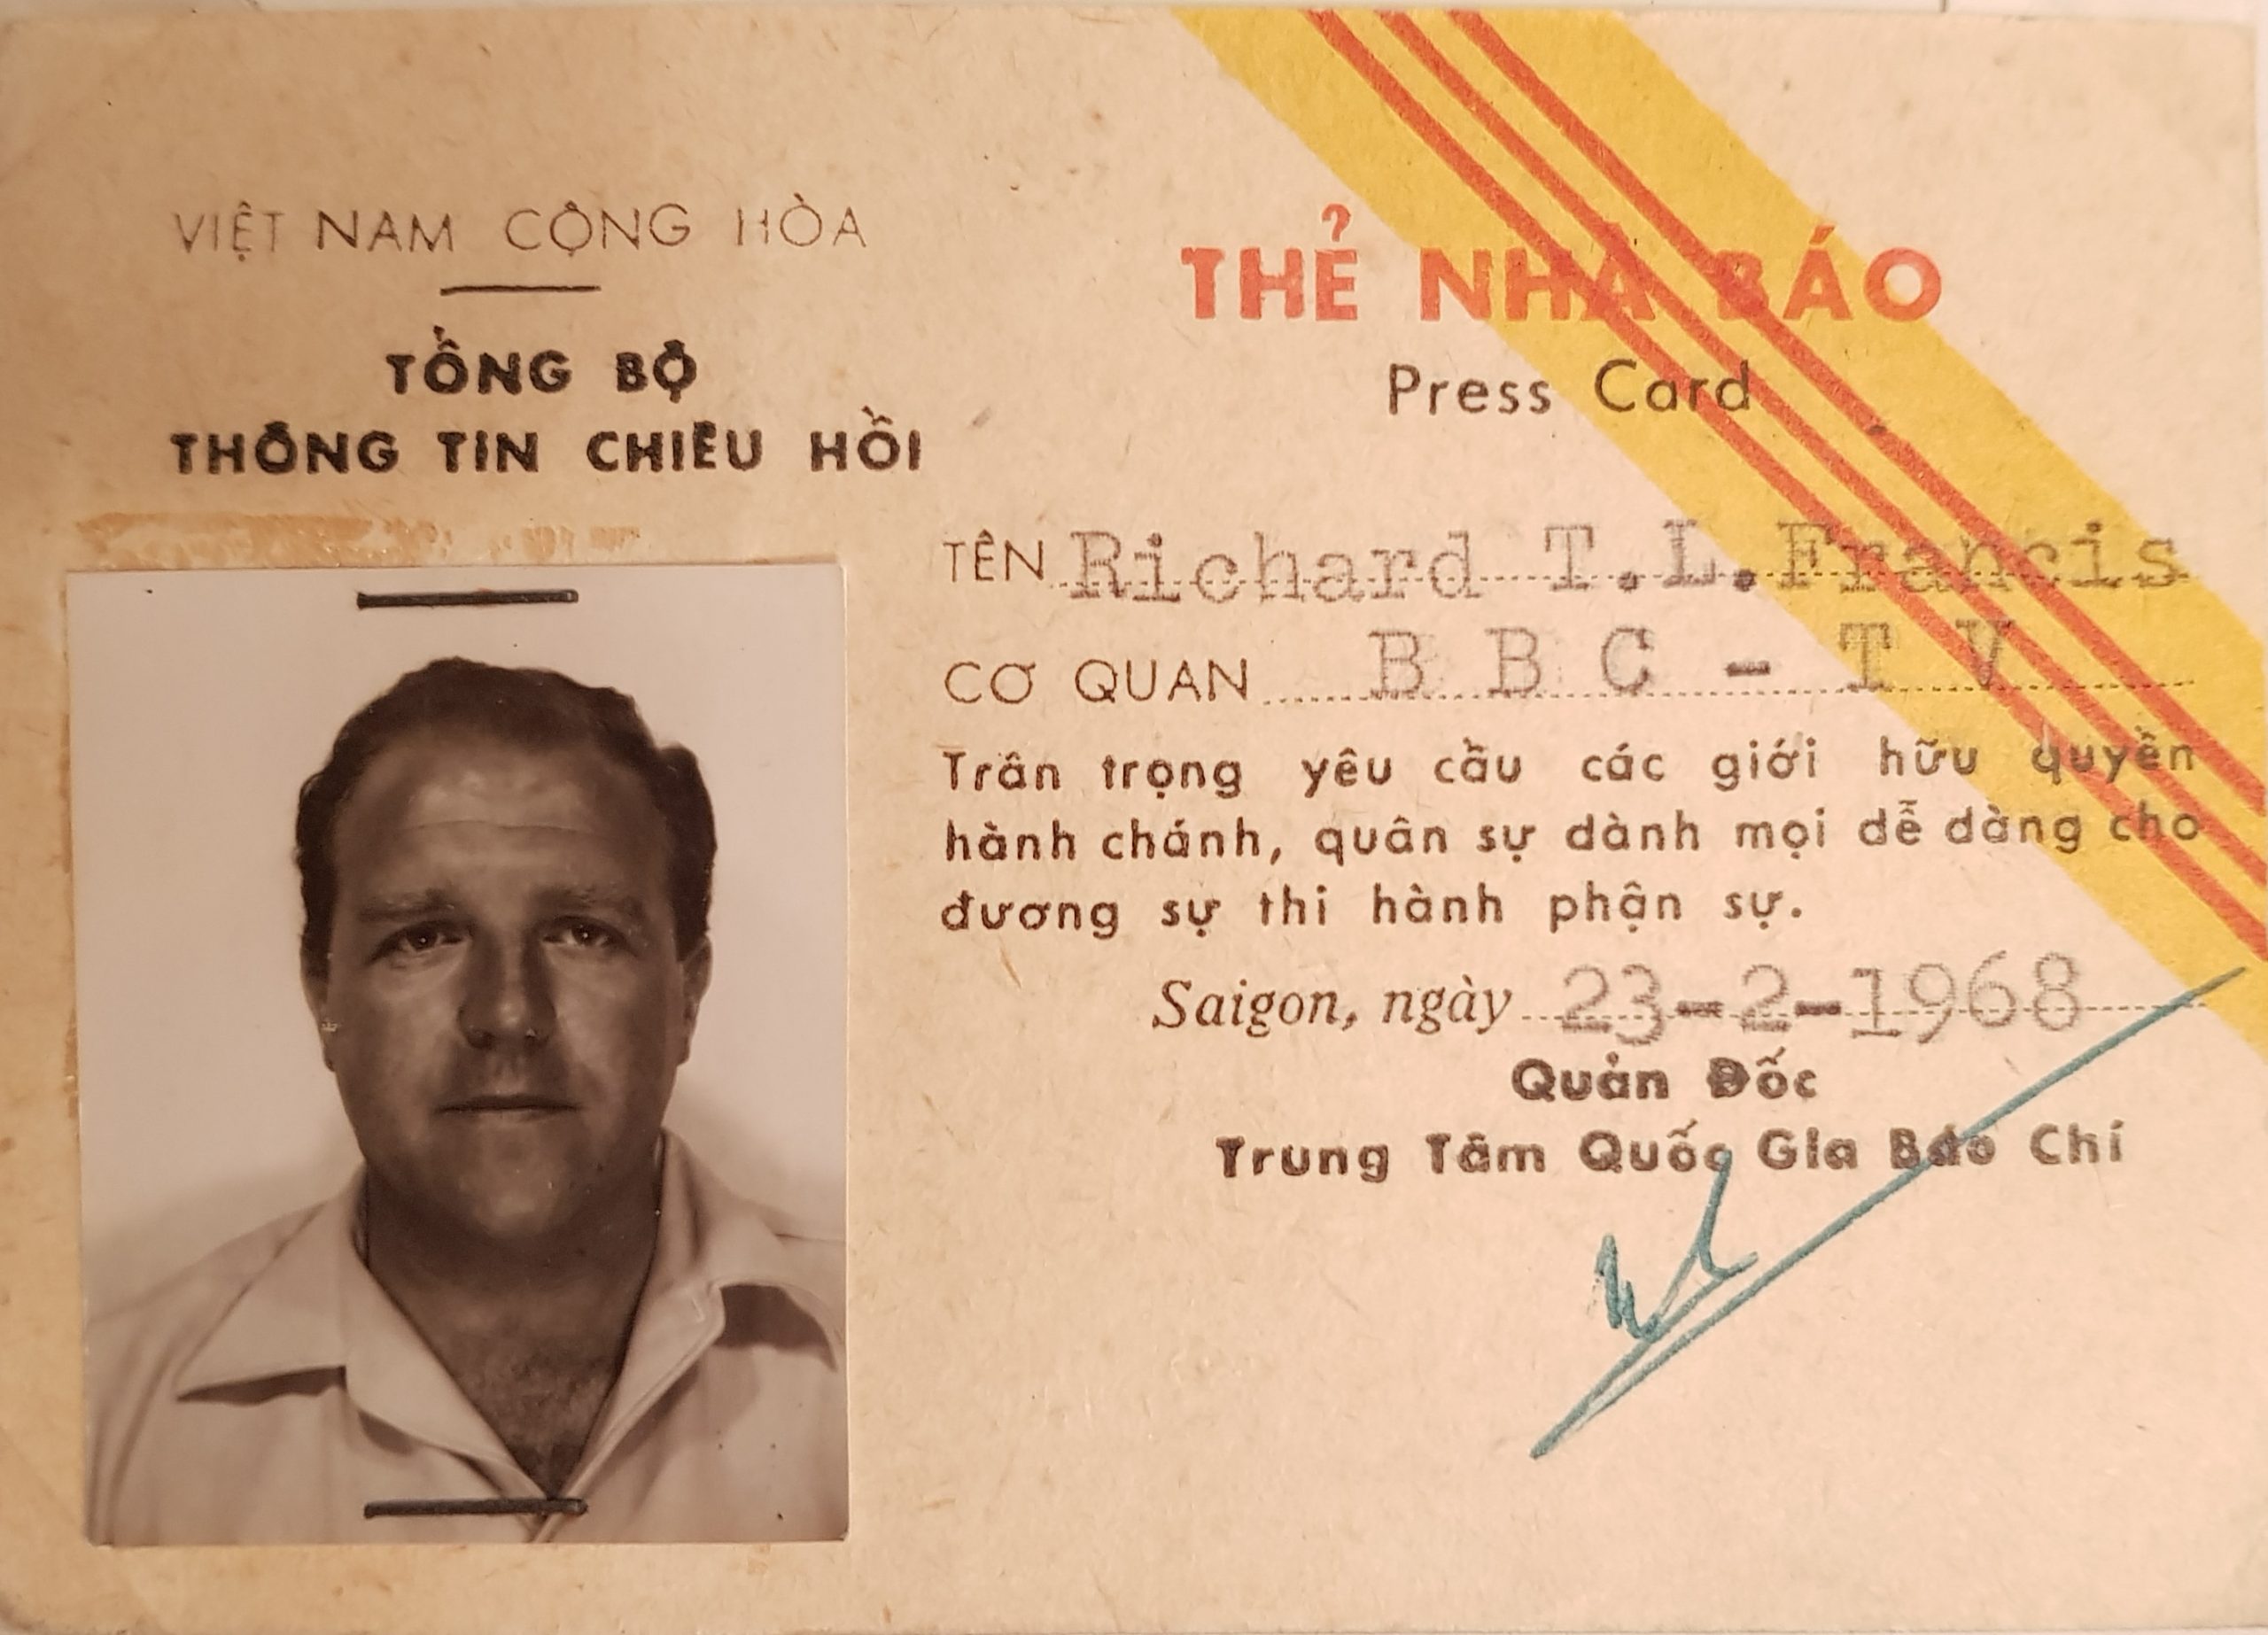 VIỆT NAM CỘNG HÒA
TỔNG BỘ
THÔNG TIN CHIÊU HỒI
THẺ NHÀ BÁO
Press Card
TÊN Richard T.L.Francis
CƠ QUAN B B C - T V
Trân trọng yêu cầu các giới hữu quyền
hành chánh, quân sự dành mọi dễ dàng cho
đương sự thi hành phận sự.
Saigon, ngày 23-2-1968
Quản Đốc
Trung Tâm Quốc Gia Báo Chí